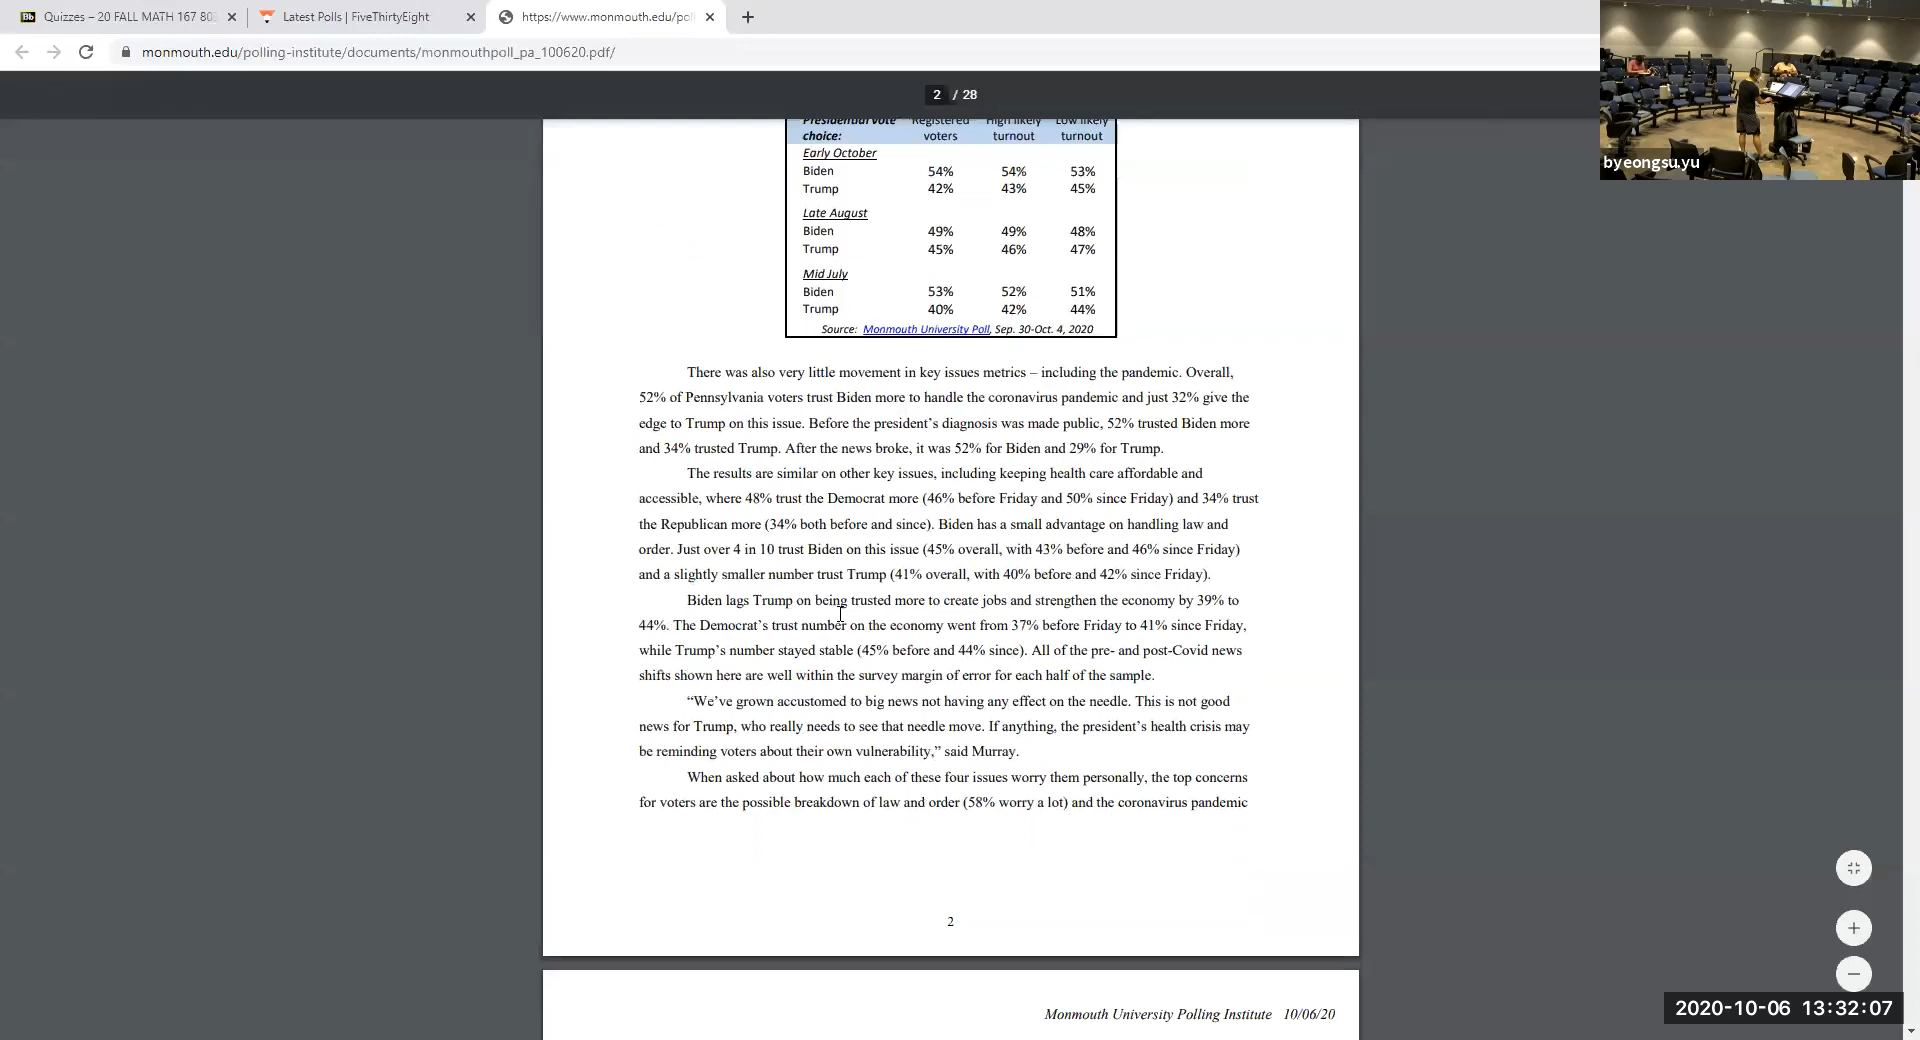 Quizzes – 20 FALL MATH 167 803
Latest Polls | FiveThirtyEight
https://www.monmouth.edu/pol
monmouth.edu/polling-institute/documents/monmouthpoll_pa_100620.pdf/
2 / 28
byeongsu.yu
Presidential vote Registered High likely Low likely
choice: voters turnout turnout
Early October
Biden 54% 54% 53%
Trump 42% 43% 45%
Late August
Biden 49% 49% 48%
Trump 45% 46% 47%
Mid July
Biden 53% 52% 51%
Trump 40% 42% 44%
Source: Monmouth University Poll, Sep. 30-Oct. 4, 2020
There was also very little movement in key issues metrics – including the pandemic. Overall,
52% of Pennsylvania voters trust Biden more to handle the coronavirus pandemic and just 32% give the
edge to Trump on this issue. Before the president’s diagnosis was made public, 52% trusted Biden more
and 34% trusted Trump. After the news broke, it was 52% for Biden and 29% for Trump.
The results are similar on other key issues, including keeping health care affordable and
accessible, where 48% trust the Democrat more (46% before Friday and 50% since Friday) and 34% trust
the Republican more (34% both before and since). Biden has a small advantage on handling law and
order. Just over 4 in 10 trust Biden on this issue (45% overall, with 43% before and 46% since Friday)
and a slightly smaller number trust Trump (41% overall, with 40% before and 42% since Friday).
Biden lags Trump on being trusted more to create jobs and strengthen the economy by 39% to
44%. The Democrat’s trust number on the economy went from 37% before Friday to 41% since Friday,
while Trump’s number stayed stable (45% before and 44% since). All of the pre- and post-Covid news
shifts shown here are well within the survey margin of error for each half of the sample.
“We’ve grown accustomed to big news not having any effect on the needle. This is not good
news for Trump, who really needs to see that needle move. If anything, the president’s health crisis may
be reminding voters about their own vulnerability,” said Murray.
When asked about how much each of these four issues worry them personally, the top concerns
for voters are the possible breakdown of law and order (58% worry a lot) and the coronavirus pandemic
2
Monmouth University Polling Institute 10/06/20
2020-10-06 13:32:07